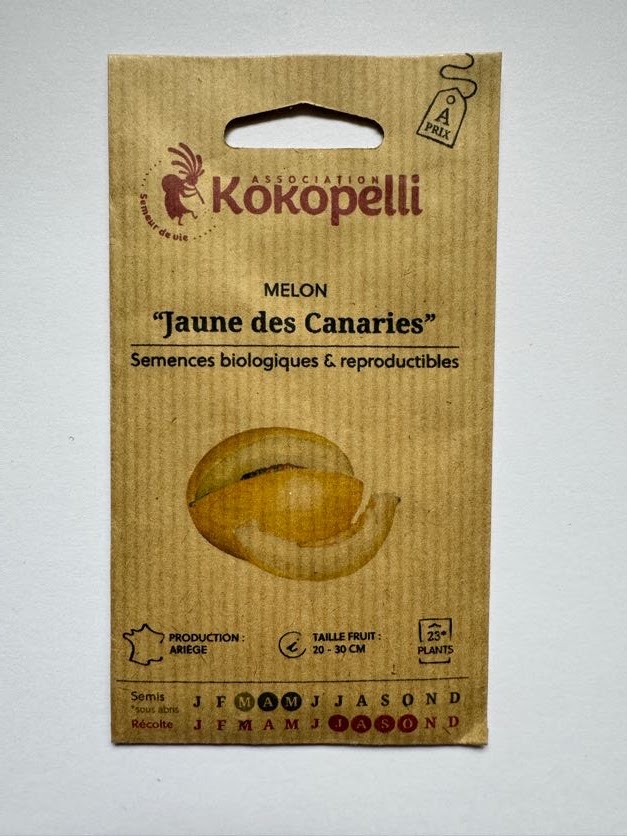 A
PRIX
ASSOCIATION
Kokopelli
Semeur de vie
MELON
“Jaune des Canaries”
Semences biologiques & reproductibles
PRODUCTION :
ARIÈGE
TAILLE FRUIT :
20 - 30 CM
23*
PLANTS
Semis J F M A M J J A S O N D
*sous abris
Récolte J F M A M J J A S O N D